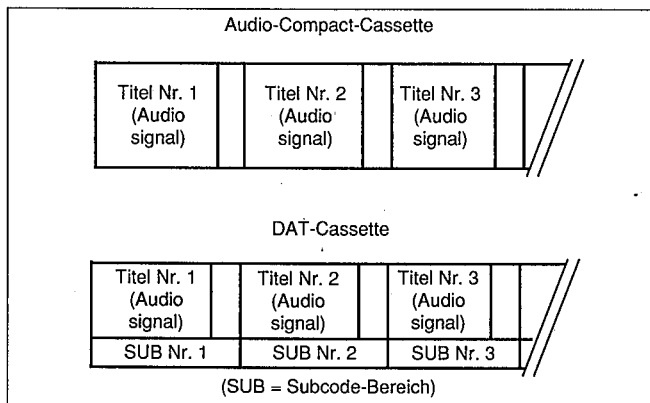 Audio-Compact-Cassette
Titel Nr. 1 Titel Nr. 2 Titel Nr. 3
(Audio (Audio (Audio
signal) signal) signal)
DAT-Cassette
Titel Nr. 1 Titel Nr. 2 Titel Nr. 3
(Audio (Audio (Audio
signal) signal) signal)
SUB Nr. 1 SUB Nr. 2 SUB Nr. 3
(SUB = Subcode-Bereich)